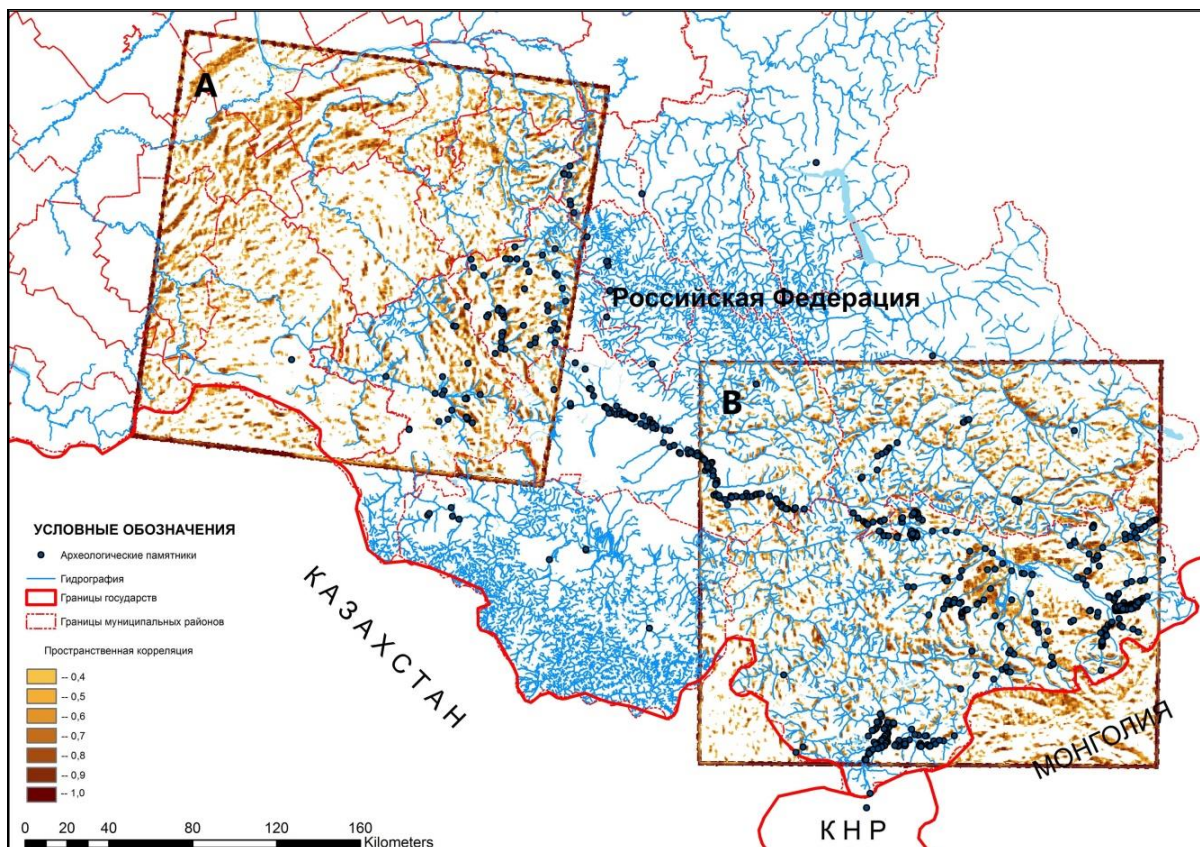 A
Российская Федерация
B
УСЛОВНЫЕ ОБОЗНАЧЕНИЯ
Археологические памятники
Гидрография
Границы государств
Границы муниципальных районов
Пространственная корреляция
-- 0,4
-- 0,5
-- 0,6
-- 0,7
-- 0,8
-- 0,9
-- 1,0
0 20 40 80 120 160
Kilometers
КАЗАХСТАН
МОНГОЛИЯ
КНР